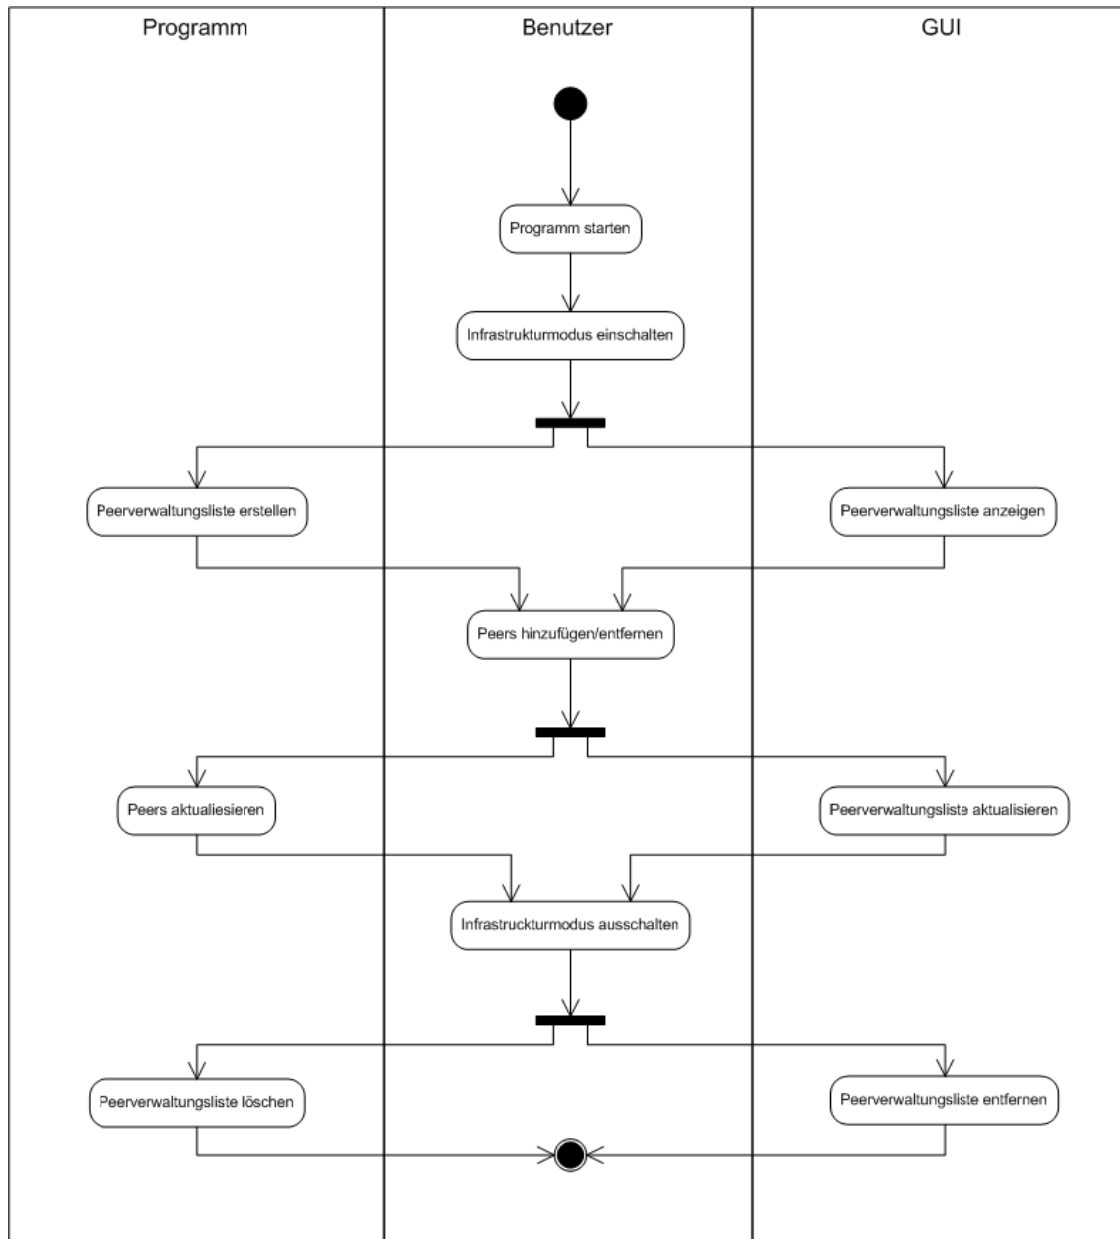 Programm
Benutzer
GUI
Programm starten
Infrastrukturmodus einschalten
Peerverwaltungsliste erstellen
Peerverwaltungsliste anzeigen
Peers hinzufügen/entfernen
Peers aktualiesieren
Peerverwaltungsliste aktualisieren
Infrastruckturmodus ausschalten
Peerverwaltungsliste löschen
Peerverwaltungsliste entfernen